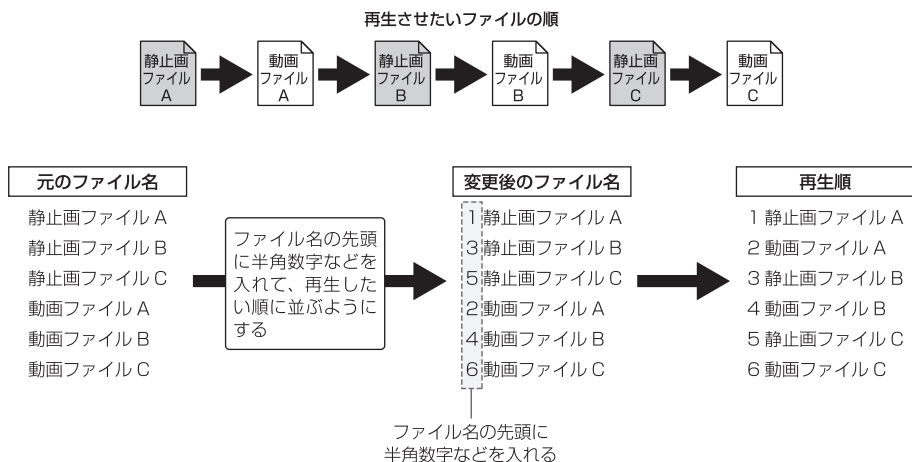 再生させたいファイルの順
静止画
ファイル
A
動画
ファイル
A
静止画
ファイル
B
動画
ファイル
B
静止画
ファイル
C
動画
ファイル
C
元のファイル名
静止画ファイル A
静止画ファイル B
静止画ファイル C
動画ファイル A
動画ファイル B
動画ファイル C
ファイル名の先頭
に半角数字などを
入れて、再生した
い順に並ぶように
する
変更後のファイル名
1 静止画ファイル A
3 静止画ファイル B
5 静止画ファイル C
2 動画ファイル A
4 動画ファイル B
6 動画ファイル C
ファイル名の先頭に
半角数字などを入れる
再生順
1 静止画ファイル A
2 動画ファイル A
3 静止画ファイル B
4 動画ファイル B
5 静止画ファイル C
6 動画ファイル C